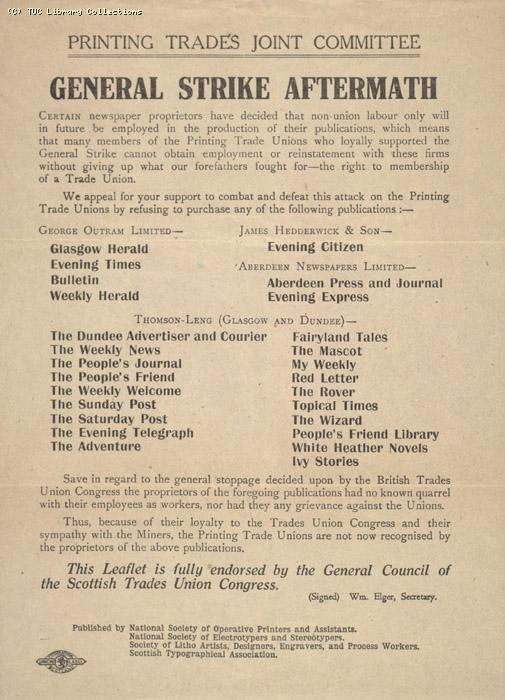 (C) TUC Library Collections
PRINTING TRADES JOINT COMMITTEE
GENERAL STRIKE AFTERMATH
CERTAIN newspaper proprietors have decided that non-union labour only will
in future be employed in the production of their publications, which means
that many members of the Printing Trade Unions who loyally supported the
General Strike cannot obtain employment or reinstatement with these firms
without giving up what our forefathers fought for—the right to membership
of a Trade Union.
We appeal for your support to combat and defeat this attack on the Printing
Trade Unions by refusing to purchase any of the following publications :—
GEORGE OUTRAM LIMITED—
Glasgow Herald
Evening Times
Bulletin
Weekly Herald
JAMES HEDDERWICK & SON—
Evening Citizen
ABERDEEN NEWSPAPERS LIMITED—
Aberdeen Press and Journal
Evening Express
THOMSON-LENG (GLASGOW AND DUNDEE)—
The Dundee Advertiser and Courier
The Weekly News
The People's Journal
The People's Friend
The Weekly Welcome
The Sunday Post
The Saturday Post
The Evening Telegraph
The Adventure
Fairyland Tales
The Mascot
My Weekly
Red Letter
The Rover
Topical Times
The Wizard
People's Friend Library
White Heather Novels
Ivy Stories
Save in regard to the general stoppage decided upon by the British Trades
Union Congress the proprietors of the foregoing publications had no known quarrel
with their employees as workers, nor had they any grievance against the Unions.
Thus, because of their loyalty to the Trades Union Congress and their
sympathy with the Miners, the Printing Trade Unions are not now recognised by
the proprietors of the above publications.
This Leaflet is fully endorsed by the General Council of
the Scottish Trades Union Congress.
(Signed) Wm. Elger, Secretary.
Published by National Society of Operative Printers and Assistants.
National Society of Electrotypers and Stereotypers.
Society of Litho Artists, Designers, Engravers, and Process Workers.
Scottish Typographical Association.